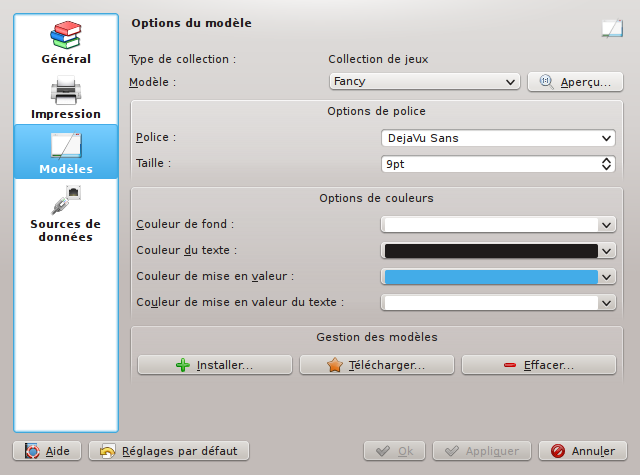 Général
Impression
Modèles
Sources de
données
Options du modèle
Type de collection :
Collection de jeux
Modèle :
Fancy
Aperçu...
Options de police
Police :
DejaVu Sans
Taille :
9pt
Options de couleurs
Couleur de fond :
Couleur du texte :
Couleur de mise en valeur :
Couleur de mise en valeur du texte :
Gestion des modèles
Installer...
Télécharger...
Effacer...
Aide
Réglages par défaut
Ok
Appliquer
Annuler